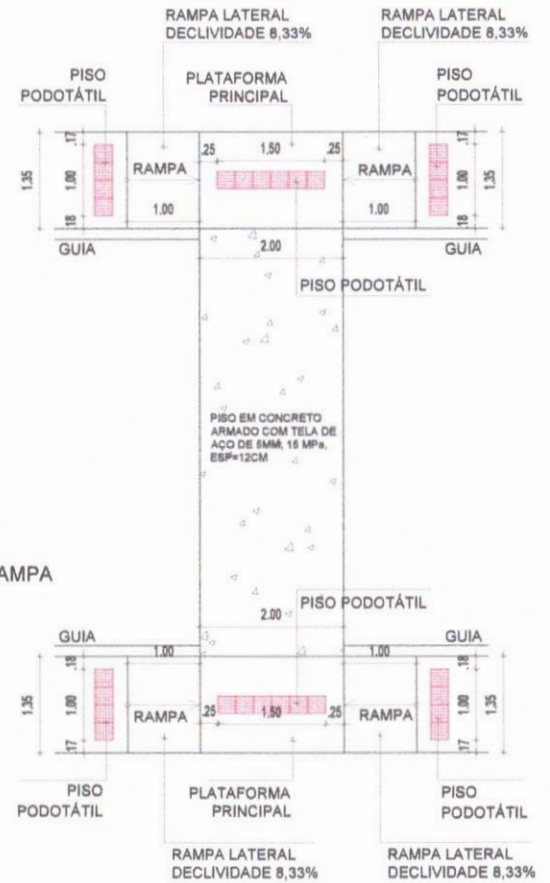 RAMPA LATERAL
DECLIVIDADE 8,33%
RAMPA LATERAL
DECLIVIDADE 8,33%
PISO
PODOTÁTIL
PLATAFORMA
PRINCIPAL
PISO
PODOTÁTIL
1.35
.17
1.00
.18
RAMPA
1.00
.25
1.50
.25
RAMPA
1.00
.17
1.00
.18
1.35
GUIA
2.00
GUIA
PISO PODOTÁTIL
PISO EM CONCRETO
ARMADO COM TELA DE
AÇO DE 5MM, 15 MPa,
ESP=12CM
AMPA
PISO PODOTÁTIL
2.00
GUIA
1.00
GUIA
1.00
1.35
.18
1.00
.17
RAMPA
.25
1.50
.25
RAMPA
.18
1.00
.17
1.35
PISO
PODOTÁTIL
PLATAFORMA
PRINCIPAL
PISO
PODOTÁTIL
RAMPA LATERAL
DECLIVIDADE 8,33%
RAMPA LATERAL
DECLIVIDADE 8,33%